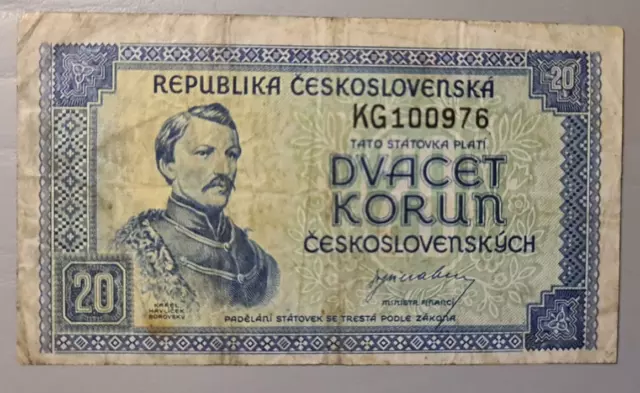 20
REPUBLIKA ČESKOSLOVENSKÁ
KG100976
TATO STÁTOVKA PLATÍ
DVACET
KORUN
ČESKOSLOVENSKÝCH
MINISTR FINANCÍ
20
KAREL
HAVLÍČEK
BOROVSKÝ
PADĚLÁNÍ STÁTOVEK SE TRESTÁ PODLE ZÁKONA